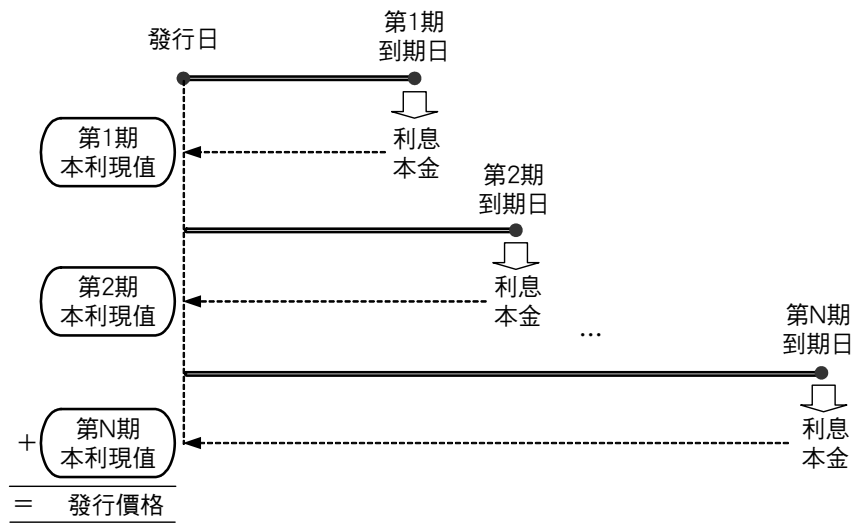 發行日
第1期
到期日
第1期
本利現值
利息
本金
第2期
到期日
第2期
本利現值
利息
本金
...
第N期
到期日
+
第N期
本利現值
利息
本金
= 發行價格